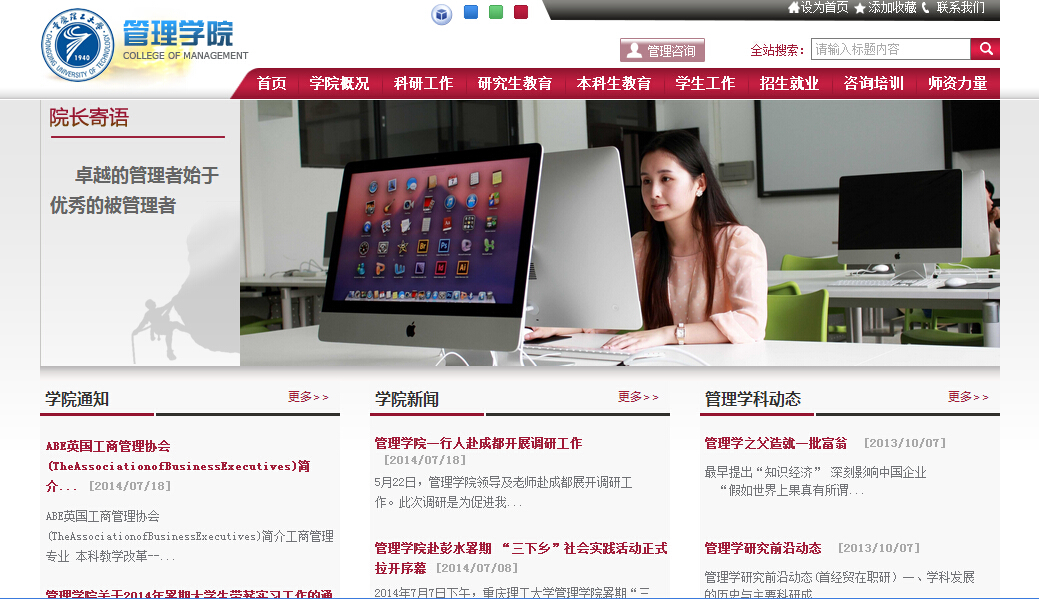 设为首页 添加收藏 联系我们
重庆理工大学
CHONGQING UNIVERSITY OF TECHNOLOGY
1940
管理学院
COLLEGE OF MANAGEMENT
管理咨询 全站搜索: 请输入标题内容
首页 学院概况 科研工作 研究生教育 本科生教育 学生工作 招生就业 咨询培训 师资力量
院长寄语
卓越的管理者始于
优秀的被管理者
Br Ps
Ai
学院通知 更多>>
ABE英国工商管理协会
(TheAssociationofBusinessExecutives)简
介... [2014/07/18]
ABE英国工商管理协会
(TheAssociationofBusinessExecutives)简介工商管理
专业 本科教学改革--...
管理学院关于2014年暑期大学生带薪实习工作的通
学院新闻 更多>>
管理学院一行人赴成都开展调研工作
[2014/07/18]
5月22日，管理学院领导及老师赴成都展开调研工
作。此次调研是为促进我...
管理学院赴彭水署期 “三下乡”社会实践活动正式
拉开序幕 [2014/07/08]
2014年7月7日下午，重庆理工大学管理学院署期“三
管理学科动态 更多>>
管理学之父造就一批富翁 [2013/10/07]
最早提出“知识经济” 深刻影响中国企业
“假如世界上果真有所谓...
管理学研究前沿动态 [2013/10/07]
管理学研究前沿动态(首经贸在职研）一、学科发展
的历史与主要科研成